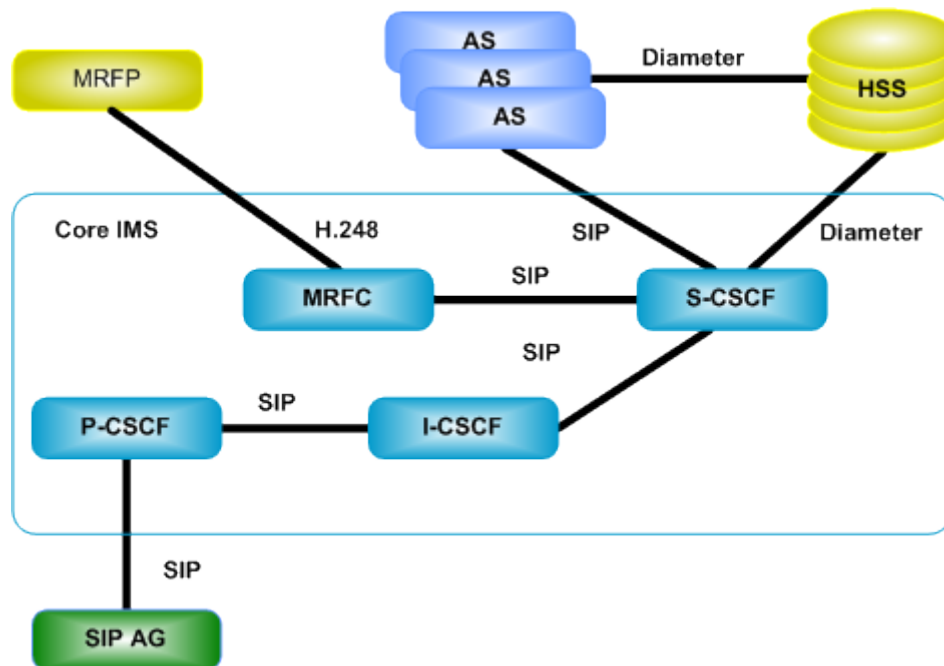 AS
MRFP
AS
Diameter
HSS
AS
Core IMS
H.248
SIP
Diameter
MRFC
SIP
S-CSCF
SIP
P-CSCF
SIP
I-CSCF
SIP
SIP AG